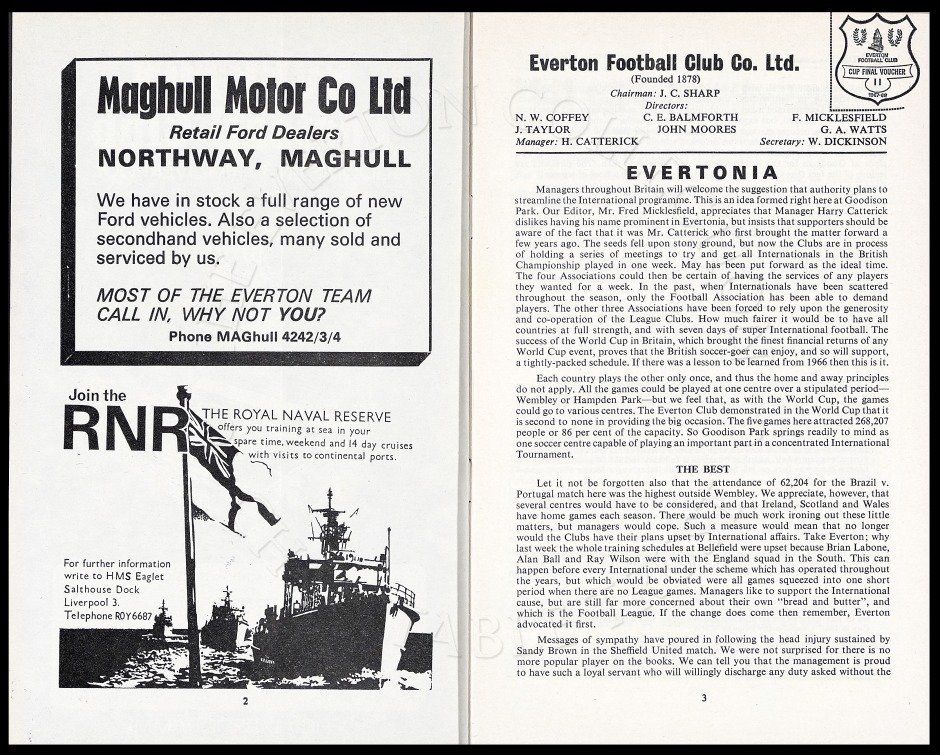 Maghull Motor Co Ltd
Retail Ford Dealers
NORTHWAY, MAGHULL
We have in stock a full range of new
Ford vehicles. Also a selection of
secondhand vehicles, many sold and
serviced by us.
MOST OF THE EVERTON TEAM
CALL IN, WHY NOT YOU?
Phone MAGhull 4242/3/4
Join the
RNR
THE ROYAL NAVAL RESERVE
offers you training at sea in your
spare time, weekend and 14 day cruises
with visits to continental ports.
For further information
write to HMS Eaglet
Salthouse Dock
Liverpool 3.
Telephone ROY 6687
2
Everton Football Club Co. Ltd.
(Founded 1878)
Chairman: J. C. SHARP
Directors:
N. W. COFFEY C. E. BALMFORTH F. MICKLESFIELD
J. TAYLOR JOHN MOORES G. A. WATTS
Manager: H. CATTERICK Secretary: W. DICKINSON
EVERTON
FOOTBALL CLUB
CUP FINAL VOUCHER
11
1967-68
EVERTONIA
Managers throughout Britain will welcome the suggestion that authority plans to
streamline the International programme. This is an idea formed right here at Goodison
Park. Our Editor, Mr. Fred Micklesfield, appreciates that Manager Harry Catterick
dislikes having his name prominent in Evertonia, but insists that supporters should be
aware of the fact that it was Mr. Catterick who first brought the matter forward a
few years ago. The seeds fell upon stony ground, but now the Clubs are in process
of holding a series of meetings to try and get all Internationals in the British
Championship played in one week. May has been put forward as the ideal time.
The four Associations could then be certain of having the services of any players
they wanted for a week. In the past, when Internationals have been scattered
throughout the season, only the Football Association has been able to demand
players. The other three Associations have been forced to rely upon the generosity
and co-operation of the League Clubs. How much fairer it would be to have all
countries at full strength, and with seven days of super International football. The
success of the World Cup in Britain, which brought the finest financial returns of any
World Cup event, proves that the British soccer-goer can enjoy, and so will support,
a tightly-packed schedule. If there was a lesson to be learned from 1966 then this is it.
Each country plays the other only once, and thus the home and away principles
do not apply. All the games could be played at one centre over a stipulated period—
Wembley or Hampden Park—but we feel that, as with the World Cup, the games
could go to various centres. The Everton Club demonstrated in the World Cup that it
is second to none in providing the big occasion. The five games here attracted 268,207
people or 86 per cent of the capacity. So Goodison Park springs readily to mind as
one soccer centre capable of playing an important part in a concentrated International
Tournament.
THE BEST
Let it not be forgotten also that the attendance of 62,204 for the Brazil v.
Portugal match here was the highest outside Wembley. We appreciate, however, that
several centres would have to be considered, and that Ireland, Scotland and Wales
have home games each season. There would be much work ironing out these little
matters, but managers would cope. Such a measure would mean that no longer
would the Clubs have their plans upset by International affairs. Take Everton; why
last week the whole training schedules at Bellefield were upset because Brian Labone,
Alan Ball and Ray Wilson were with the England squad in the South. This can
happen before every International under the scheme which has operated throughout
the years, but which would be obviated were all games squeezed into one short
period when there are no League games. Managers like to support the International
cause, but are still far more concerned about their own "bread and butter", and
which is the Football League. If the change does come then remember, Everton
advocated it first.
Messages of sympathy have poured in following the head injury sustained by
Sandy Brown in the Sheffield United match. We were not surprised for there is no
more popular player on the books. We can tell you that the management is proud
to have such a loyal servant who will willingly discharge any duty asked without the
3